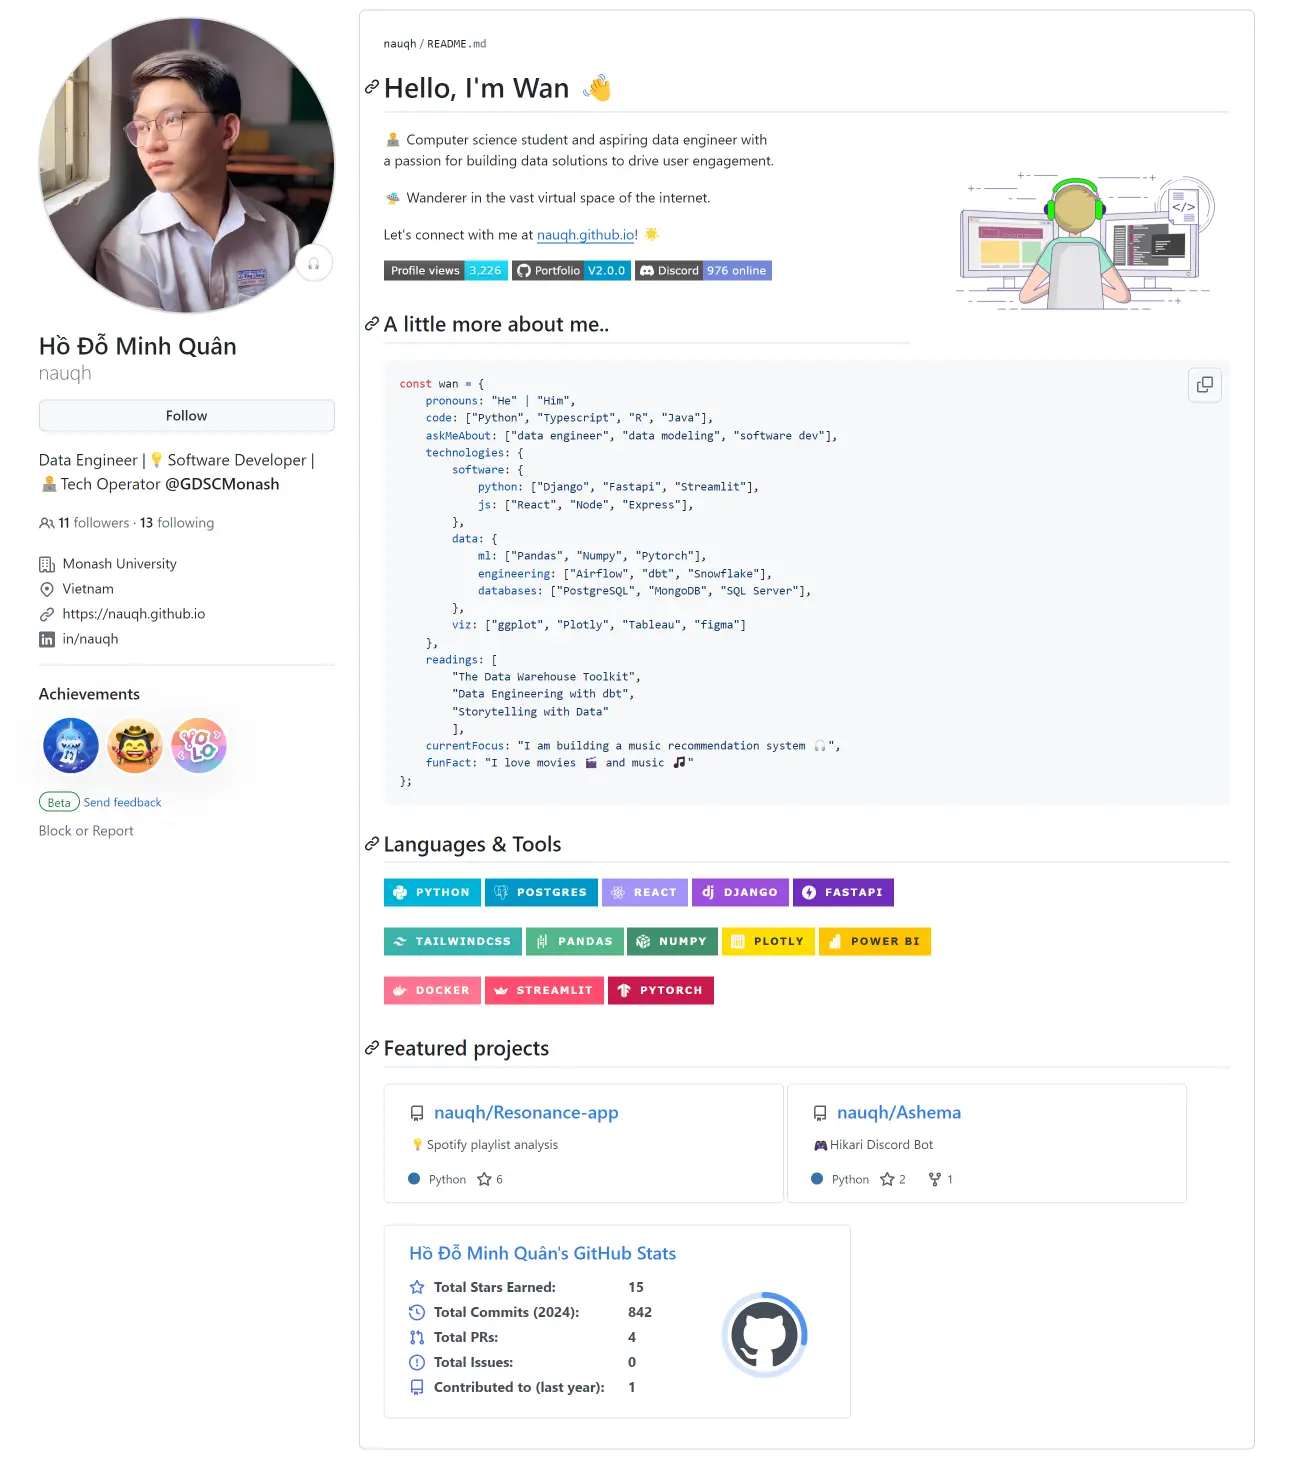 Hồ Đỗ Minh Quân
nauqh
Follow
Data Engineer | 💡 Software Developer |
🧑‍💻 Tech Operator @GDSCMonash
11 followers · 13 following
Monash University
Vietnam
https://nauqh.github.io
in/nauqh
Achievements
YOLO
Beta Send feedback
Block or Report
nauqh / README.md
Hello, I'm Wan 👋
🧑‍💻 Computer science student and aspiring data engineer with
a passion for building data solutions to drive user engagement.
🛸 Wanderer in the vast virtual space of the internet.
Let's connect with me at nauqh.github.io! ☀️
Profile views 3,226 Portfolio V2.0.0 Discord 976 online
</>
A little more about me..
const wan = {
    pronouns: "He" | "Him",
    code: ["Python", "Typescript", "R", "Java"],
    askMeAbout: ["data engineer", "data modeling", "software dev"],
    technologies: {
        software: {
            python: ["Django", "Fastapi", "Streamlit"],
            js: ["React", "Node", "Express"],
        },
        data: {
            ml: ["Pandas", "Numpy", "Pytorch"],
            engineering: ["Airflow", "dbt", "Snowflake"],
            databases: ["PostgreSQL", "MongoDB", "SQL Server"],
        },
        viz: ["ggplot", "Plotly", "Tableau", "figma"]
    },
    readings: [
        "The Data Warehouse Toolkit",
        "Data Engineering with dbt",
        "Storytelling with Data"
        ],
    currentFocus: "I am building a music recommendation system 🎧",
    funFact: "I love movies 🎬 and music 🎵"
};
Languages & Tools
PYTHON POSTGRES REACT dj DJANGO FASTAPI
TAILWINDCSS PANDAS NUMPY PLOTLY POWER BI
DOCKER STREAMLIT PYTORCH
Featured projects
nauqh/Resonance-app
💡 Spotify playlist analysis
Python 6
nauqh/Ashema
🎮 Hikari Discord Bot
Python 2 1
Hồ Đỗ Minh Quân's GitHub Stats
Total Stars Earned: 15
Total Commits (2024): 842
Total PRs: 4
Total Issues: 0
Contributed to (last year): 1